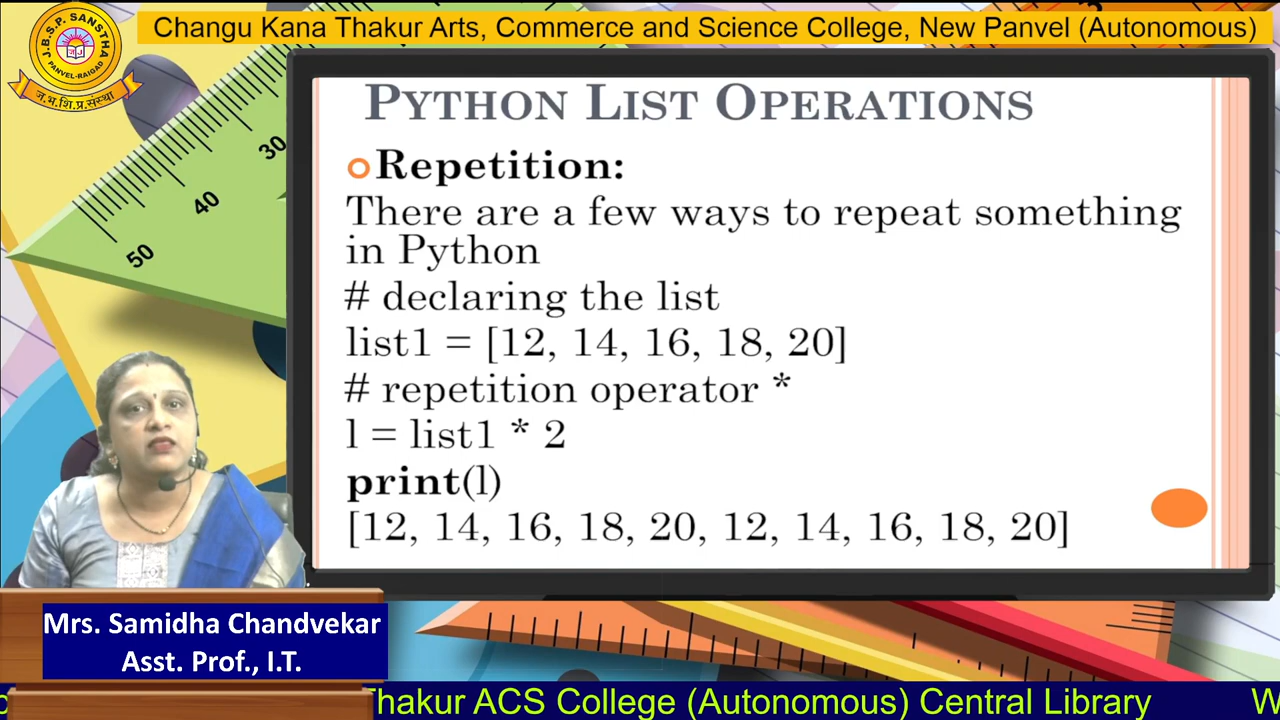 Changu Kana Thakur Arts, Commerce and Science College, New Panvel (Autonomous)
J.B.S.P. SANSTHA
PANVEL-RAIGAD
ज.भ.शि.प्र.संस्था
30
40
50
PYTHON LIST OPERATIONS
Repetition:
There are a few ways to repeat something
in Python
# declaring the list
list1 = [12, 14, 16, 18, 20]
# repetition operator *
l = list1 * 2
print(l)
[12, 14, 16, 18, 20, 12, 14, 16, 18, 20]
Mrs. Samidha Chandvekar
Asst. Prof., I.T.
Thakur ACS College (Autonomous) Central Library W